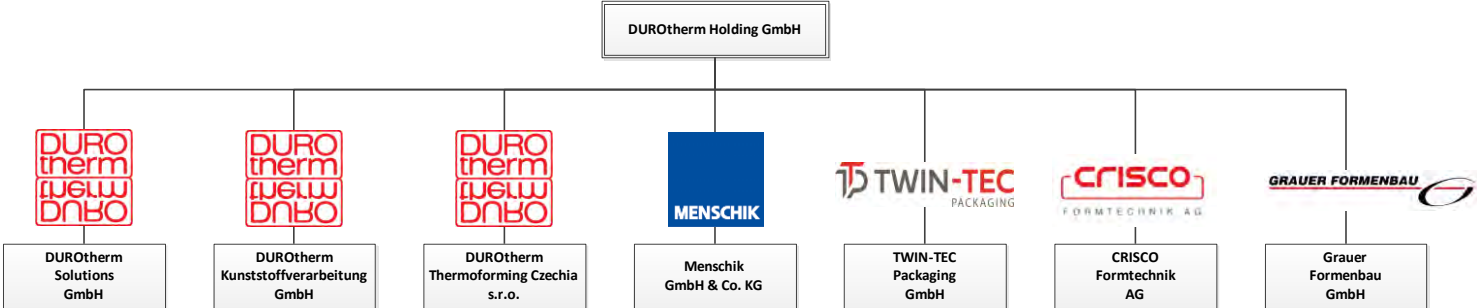 DUROtherm Holding GmbH
DURO
therm
therm
DURO
DURO
therm
therm
DURO
DURO
therm
therm
DURO
MENSCHIK
TWIN-TEC
PACKAGING
CRISCO
FORMTECHNIK AG
GRAUER FORMENBAU
DUROtherm
Solutions
GmbH
DUROtherm
Kunststoffverarbeitung
GmbH
DUROtherm
Thermoforming Czechia
s.r.o.
Menschik
GmbH & Co. KG
TWIN-TEC
Packaging
GmbH
CRISCO
Formtechnik
AG
Grauer
Formenbau
GmbH